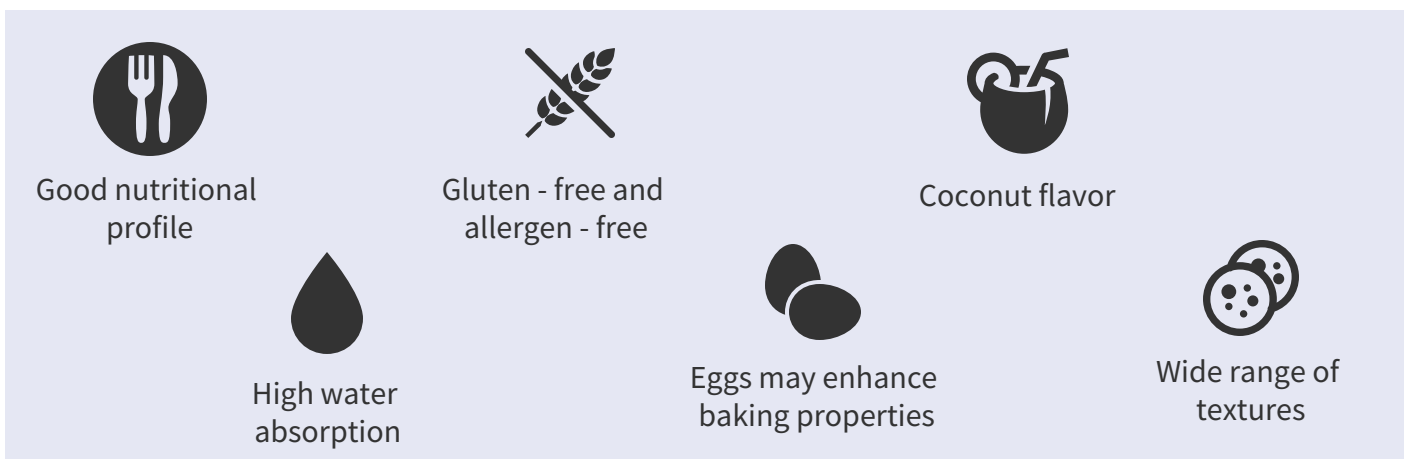 Good nutritional
profile
Gluten - free and
allergen - free
Coconut flavor
High water
absorption
Eggs may enhance
baking properties
Wide range of
textures